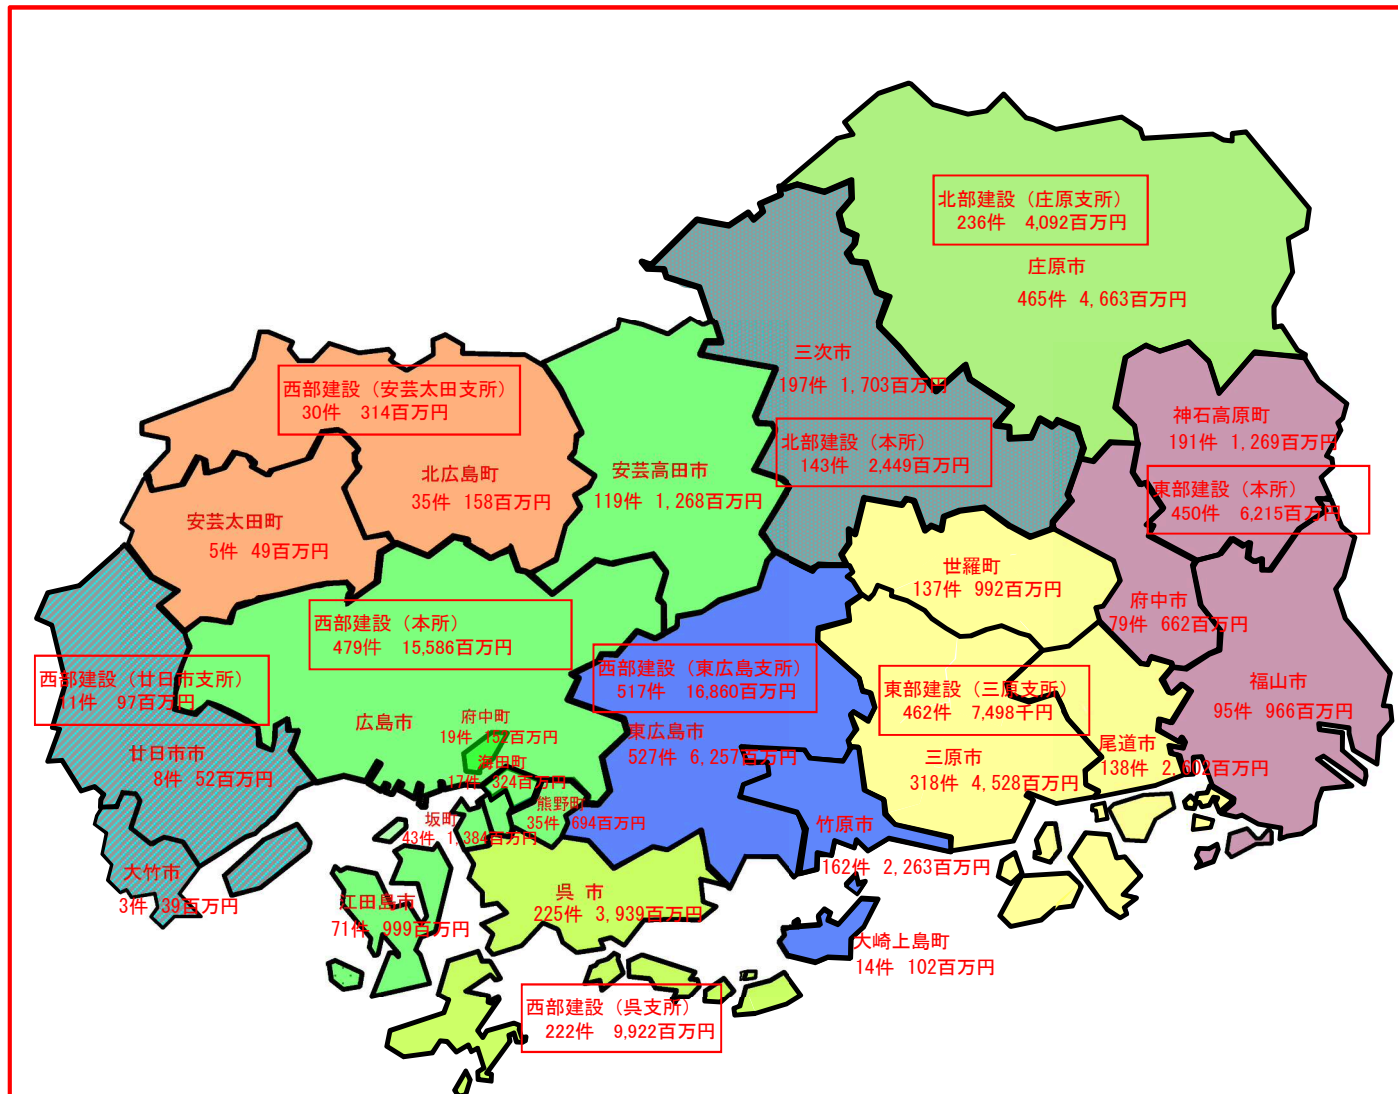 北部建設（庄原支所）
236件　4,092百万円
庄原市
465件 4,663百万円
三次市
197件 1,703百万円
北部建設（本所）
143件　2,449百万円
神石高原町
191件 1,269百万円
東部建設（本所）
450件　6,215百万円
西部建設（安芸太田支所）
30件　314百万円
北広島町
35件 158百万円
安芸高田市
119件 1,268百万円
安芸太田町
5件 49百万円
世羅町
137件 992百万円
府中市
79件 662百万円
西部建設（本所）
479件　15,586百万円
西部建設（東広島支所）
517件　16,860百万円
西部建設（廿日市支所）
11件　97百万円
東部建設（三原支所）
462件　7,498千円
福山市
95件 966百万円
広島市
府中町
19件 152百万円
東広島市
527件 6,257百万円
廿日市市
8件 52百万円
海田町
17件 324百万円
三原市
318件 4,528百万円
尾道市
138件 2,602百万円
熊野町
35件 694百万円
坂町
43件 1,384百万円
竹原市
162件 2,263百万円
大竹市
3件 39百万円
江田島市
71件 999百万円
呉 市
225件 3,939百万円
大崎上島町
14件 102百万円
西部建設（呉支所）
222件　9,922百万円